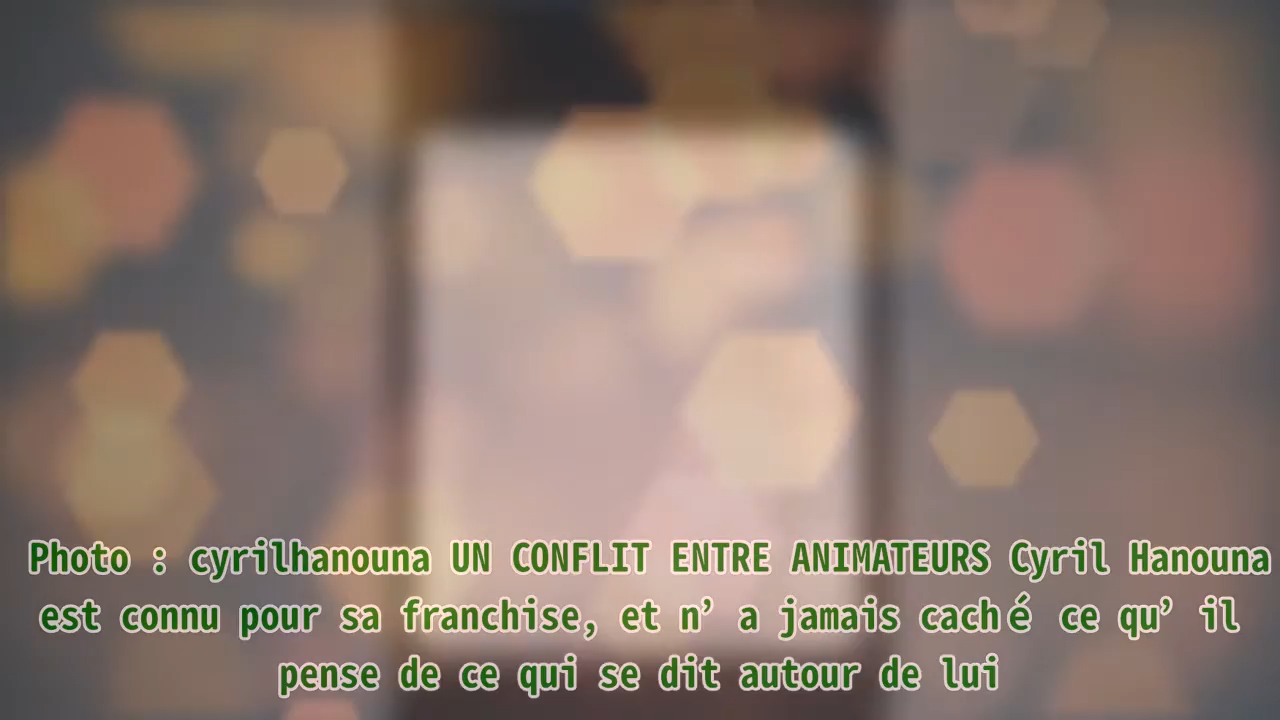 Photo : cyrilhanouna UN CONFLIT ENTRE ANIMATEURS Cyril Hanouna
est connu pour sa franchise, et n’ a jamais caché ce qu’ il
pense de ce qui se dit autour de lui